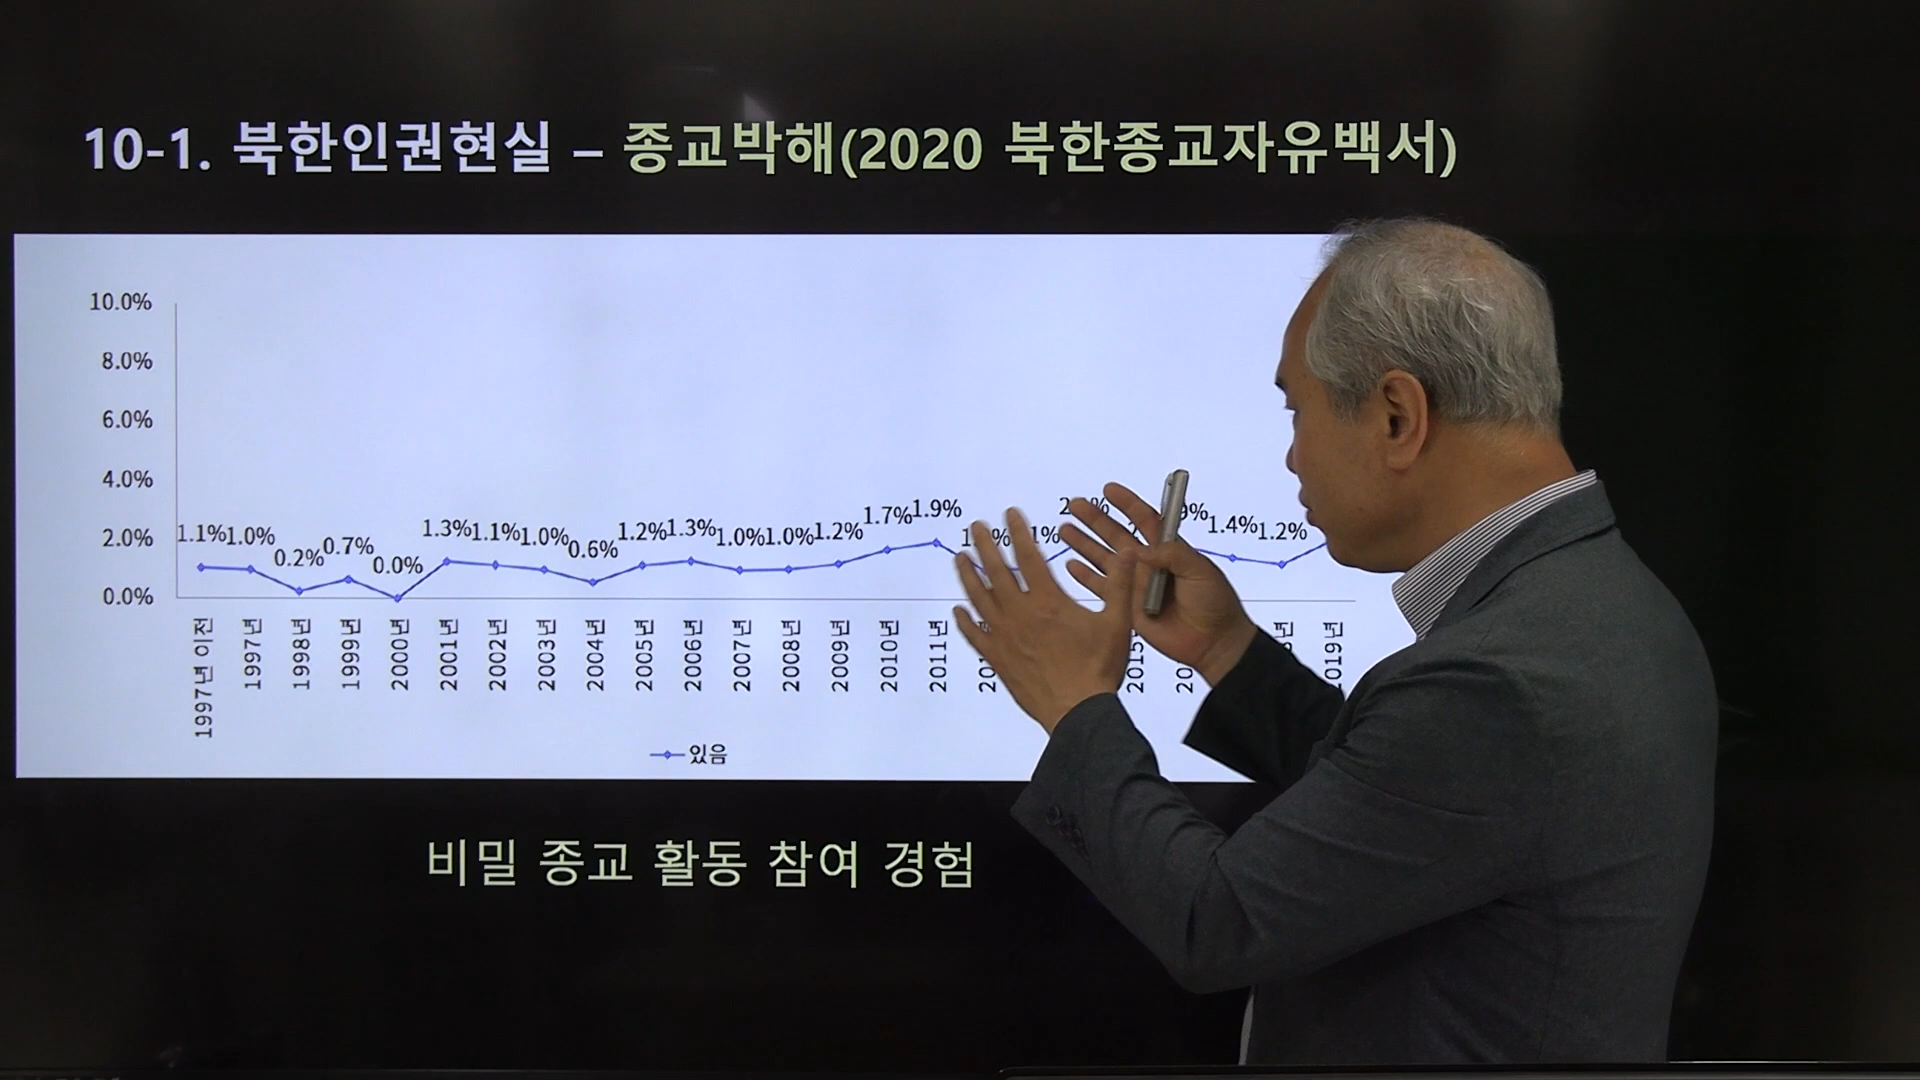 10-1. 북한인권현실 – 종교박해(2020 북한종교자유백서)
10.0%
8.0%
6.0%
4.0%
2.0%
0.0%
1.1% 1.0% 0.2% 0.7% 0.0% 1.3% 1.1% 1.0% 0.6% 1.2% 1.3% 1.0% 1.0% 1.2% 1.7% 1.9% 1.4% 1.2%
1997년 이전 1997년 1998년 1999년 2000년 2001년 2002년 2003년 2004년 2005년 2006년 2007년 2008년 2009년 2010년 2011년 2019년
있음
비밀 종교 활동 참여 경험